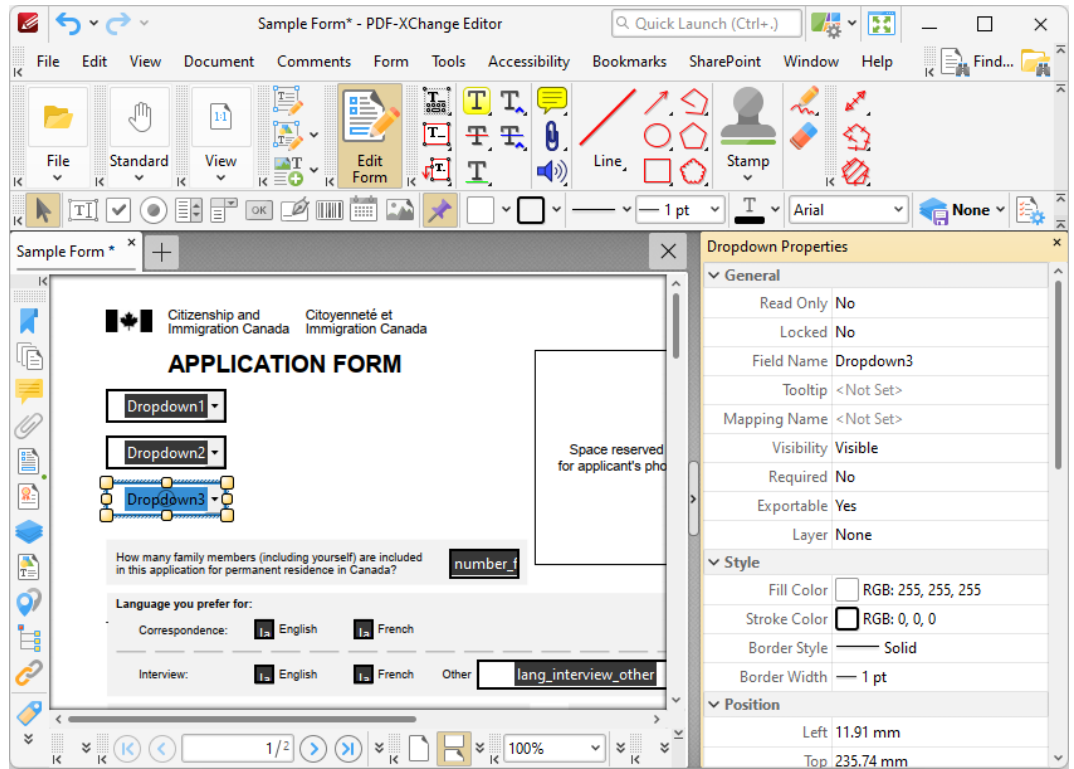 Sample Form* - PDF-XChange Editor
Quick Launch (Ctrl+.)
File Edit View Document Comments Form Tools Accessibility Bookmarks SharePoint Window Help Find...
1:1
File Standard View Edit Form Line Stamp
OK 1 pt T Arial None
Sample Form *
Dropdown Properties
General
Read Only No
Locked No
Field Name Dropdown3
Tooltip <Not Set>
Mapping Name <Not Set>
Visibility Visible
Required No
Exportable Yes
Layer None
Style
Fill Color RGB: 255, 255, 255
Stroke Color RGB: 0, 0, 0
Border Style Solid
Border Width 1 pt
Position
Left 11.91 mm
Top 235.74 mm
Citizenship and Citoyenneté et
Immigration Canada Immigration Canada
APPLICATION FORM
Dropdown1
Dropdown2
Dropdown3
Space reserved
for applicant's pho
How many family members (including yourself) are included
in this application for permanent residence in Canada?
number_f
Language you prefer for:
Correspondence: la English la French
Interview: la English la French Other lang_interview_other
1/2 100%